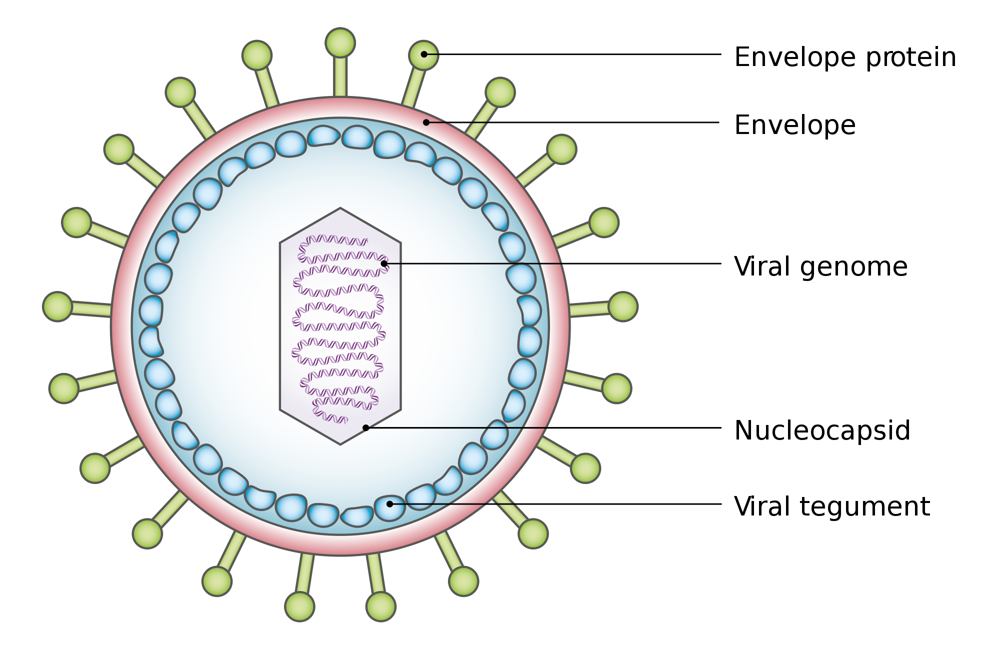 Envelope protein
Envelope
Viral genome
Nucleocapsid
Viral tegument